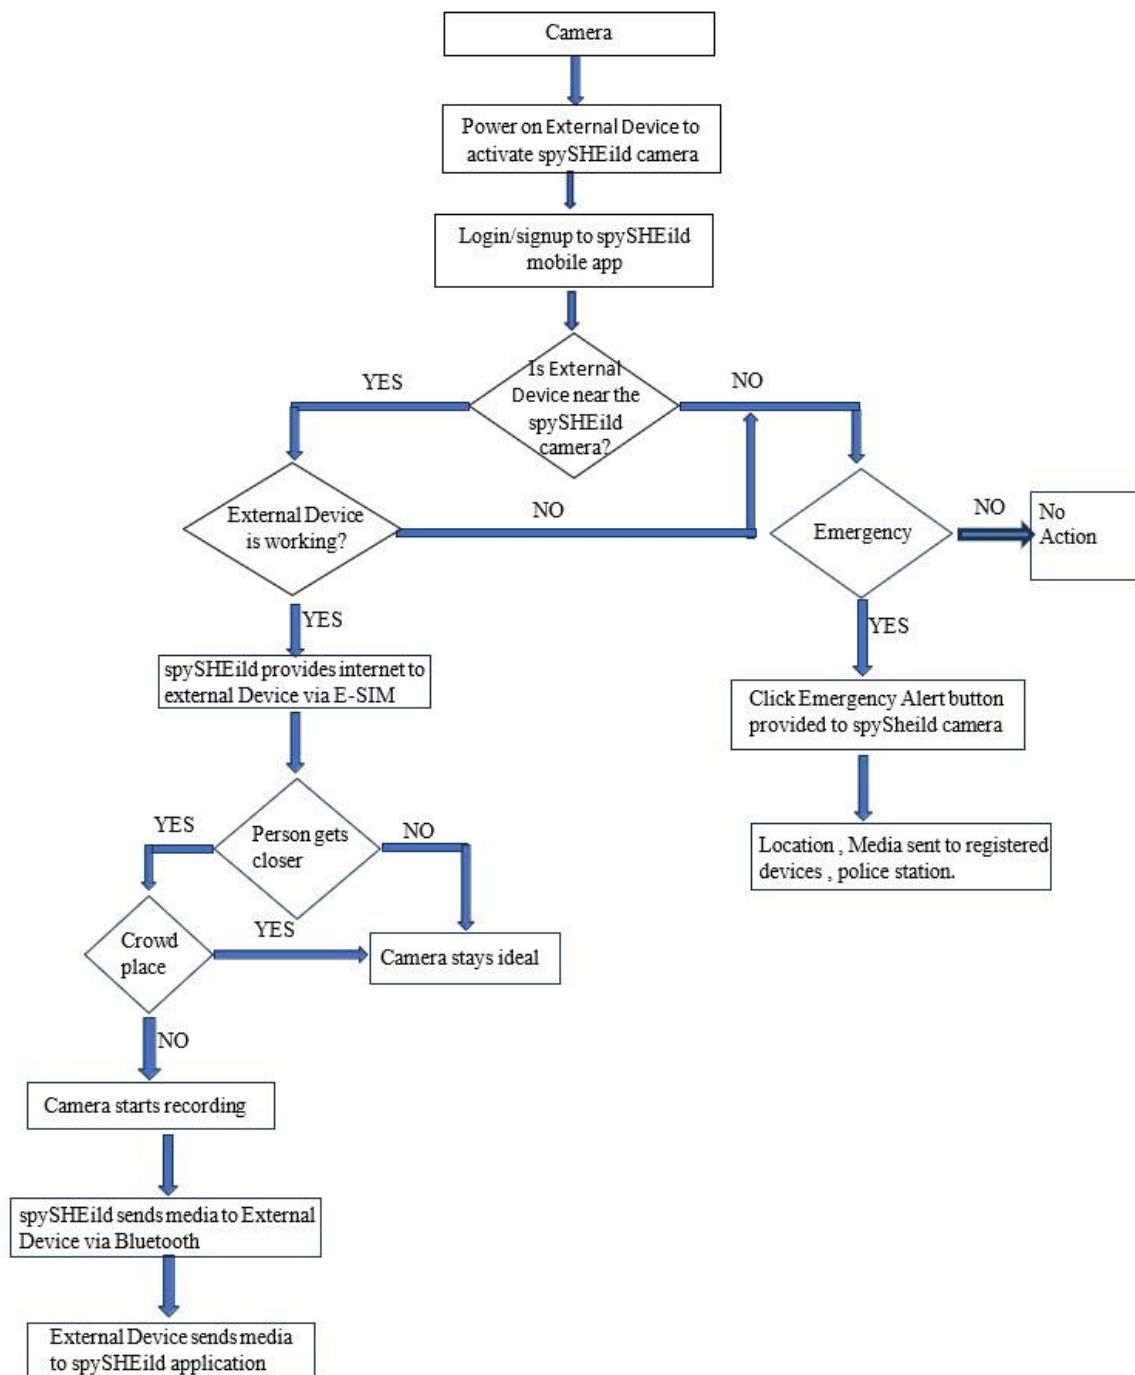 Camera
Power on External Device to
activate spySHEild camera
Login/signup to spySHEild
mobile app
Is External
Device near the
spySHEild
camera?
YES
NO
External Device
is working?
NO
Emergency
NO
No
Action
YES
YES
spySHEild provides internet to
external Device via E-SIM
Click Emergency Alert button
provided to spySheild camera
Person gets
closer
YES
NO
Location , Media sent to registered
devices , police station.
Crowd
place
YES
Camera stays ideal
NO
Camera starts recording
spySHEild sends media to External
Device via Bluetooth
External Device sends media
to spySHEild application